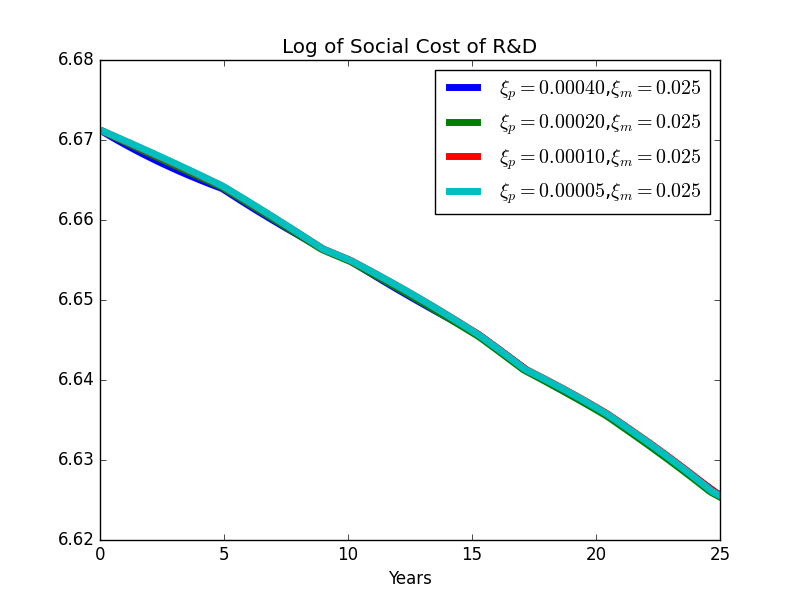 Log of Social Cost of R&D
6.68
6.67
6.66
6.65
6.64
6.63
6.62
ξp = 0.00040,ξm = 0.025
ξp = 0.00020,ξm = 0.025
ξp = 0.00010,ξm = 0.025
ξp = 0.00005,ξm = 0.025
0 5 10 15 20 25
Years